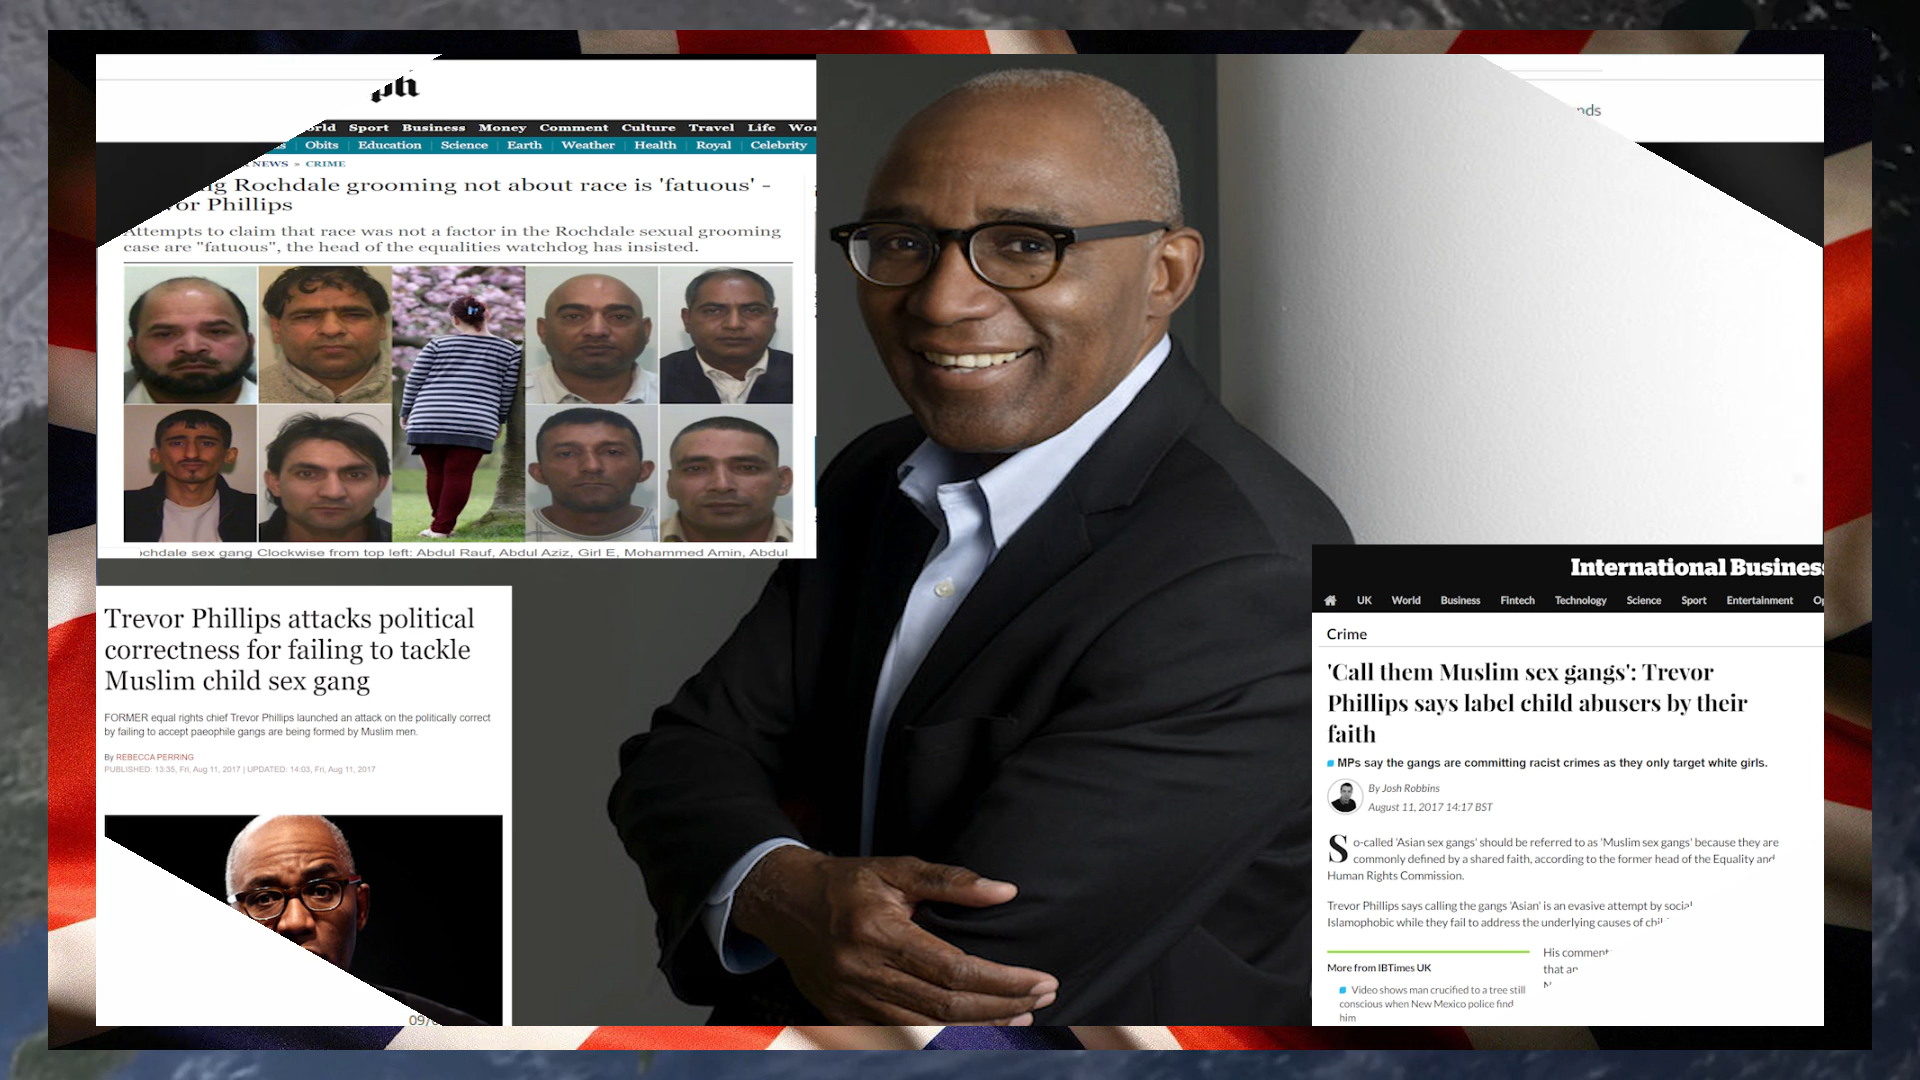 Sport Business Money Comment Culture Travel Life
Obits Education Science Earth Weather Health Royal Celebrity
NEWS » CRIME
Rochdale grooming not about race is 'fatuous' -
Phillips
Attempts to claim that race was not a factor in the Rochdale sexual grooming
case are "fatuous", the head of the equalities watchdog has insisted.
sex gang Clockwise from top left: Abdul Rauf, Abdul Aziz, Girl E, Mohammed Amin, Abdul
Trevor Phillips attacks political
correctness for failing to tackle
Muslim child sex gang
FORMER equal rights chief Trevor Phillips launched an attack on the politically correct
by failing to accept paeophile gangs are being formed by Muslim men.
By REBECCA PERRING
PUBLISHED: 13:35, Fri, Aug 11, 2017 | UPDATED: 14:03, Fri, Aug 11, 2017
International Business
UK World Business Fintech Technology Science Sport Entertainment
Crime
'Call them Muslim sex gangs': Trevor
Phillips says label child abusers by their
faith
MPs say the gangs are committing racist crimes as they only target white girls.
By Josh Robbins
August 11, 2017 14:17 BST
So-called 'Asian sex gangs' should be referred to as 'Muslim sex gangs' because they are
commonly defined by a shared faith, according to the former head of the Equality and
Human Rights Commission.
Trevor Phillips says calling the gangs 'Asian' is an evasive attempt by social
Islamophobic while they fail to address the underlying causes of
His comment
that
More from IBTimes UK
Video shows man crucified to a tree still
conscious when New Mexico police find
him